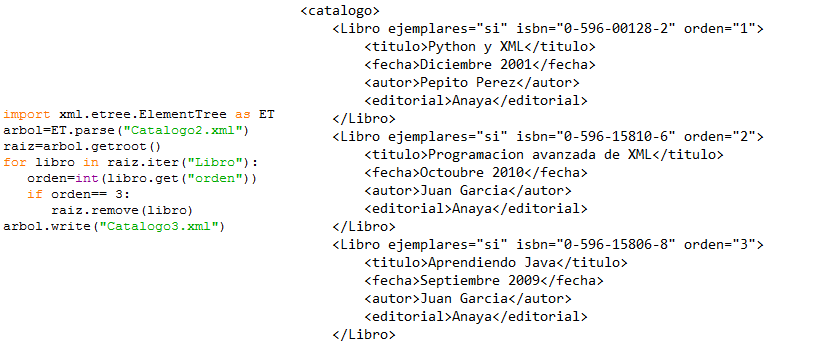 import xml.etree.ElementTree as ET
arbol=ET.parse("Catalogo2.xml")
raiz=arbol.getroot()
for libro in raiz.iter("Libro"):
    orden=int(libro.get("orden"))
    if orden== 3:
        raiz.remove(libro)
arbol.write("Catalogo3.xml")
<catalogo>
    <Libro ejemplares="si" isbn="0-596-00128-2" orden="1">
        <titulo>Python y XML</titulo>
        <fecha>Diciembre 2001</fecha>
        <autor>Pepito Perez</autor>
        <editorial>Anaya</editorial>
    </Libro>
    <Libro ejemplares="si" isbn="0-596-15810-6" orden="2">
        <titulo>Programacion avanzada de XML</titulo>
        <fecha>Octoubre 2010</fecha>
        <autor>Juan Garcia</autor>
        <editorial>Anaya</editorial>
    </Libro>
    <Libro ejemplares="si" isbn="0-596-15806-8" orden="3">
        <titulo>Aprendiendo Java</titulo>
        <fecha>Septiembre 2009</fecha>
        <autor>Juan Garcia</autor>
        <editorial>Anaya</editorial>
    </Libro>